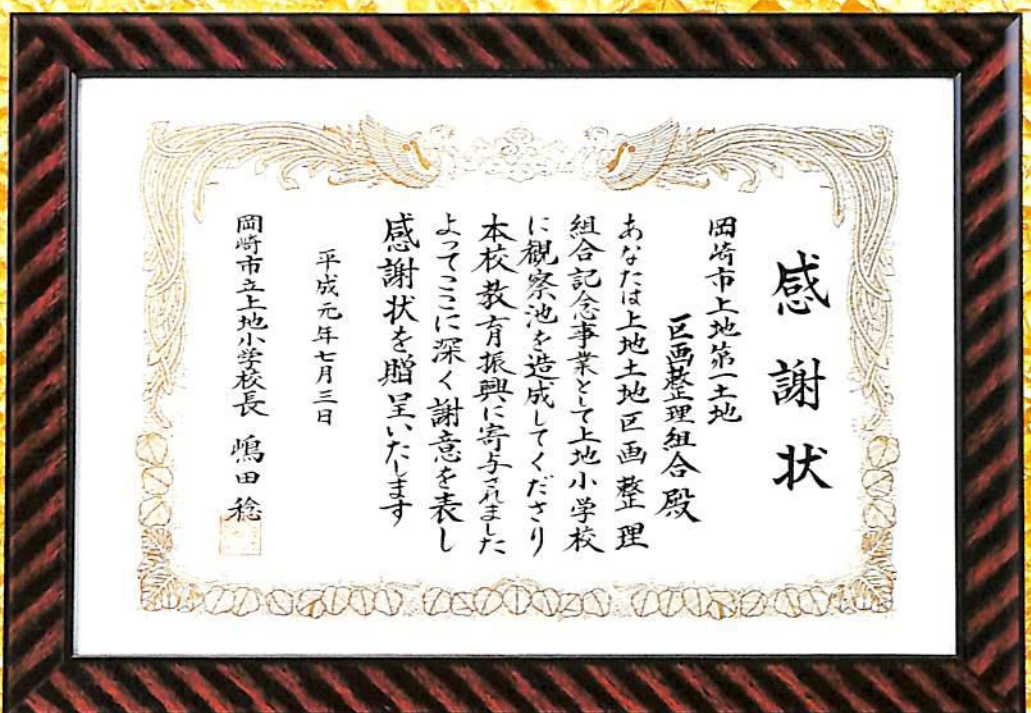 感謝状
岡崎市上地第一土地
区画整理組合殿
あなたは上地土地区画整理
組合記念事業として上地小学校
に観察池を造成してくださり
本校教育振興に寄与されました
よってここに深く謝意を表し
感謝状を贈呈いたします
平成元年七月三日
岡崎市立上地小学校長 嶋田稔